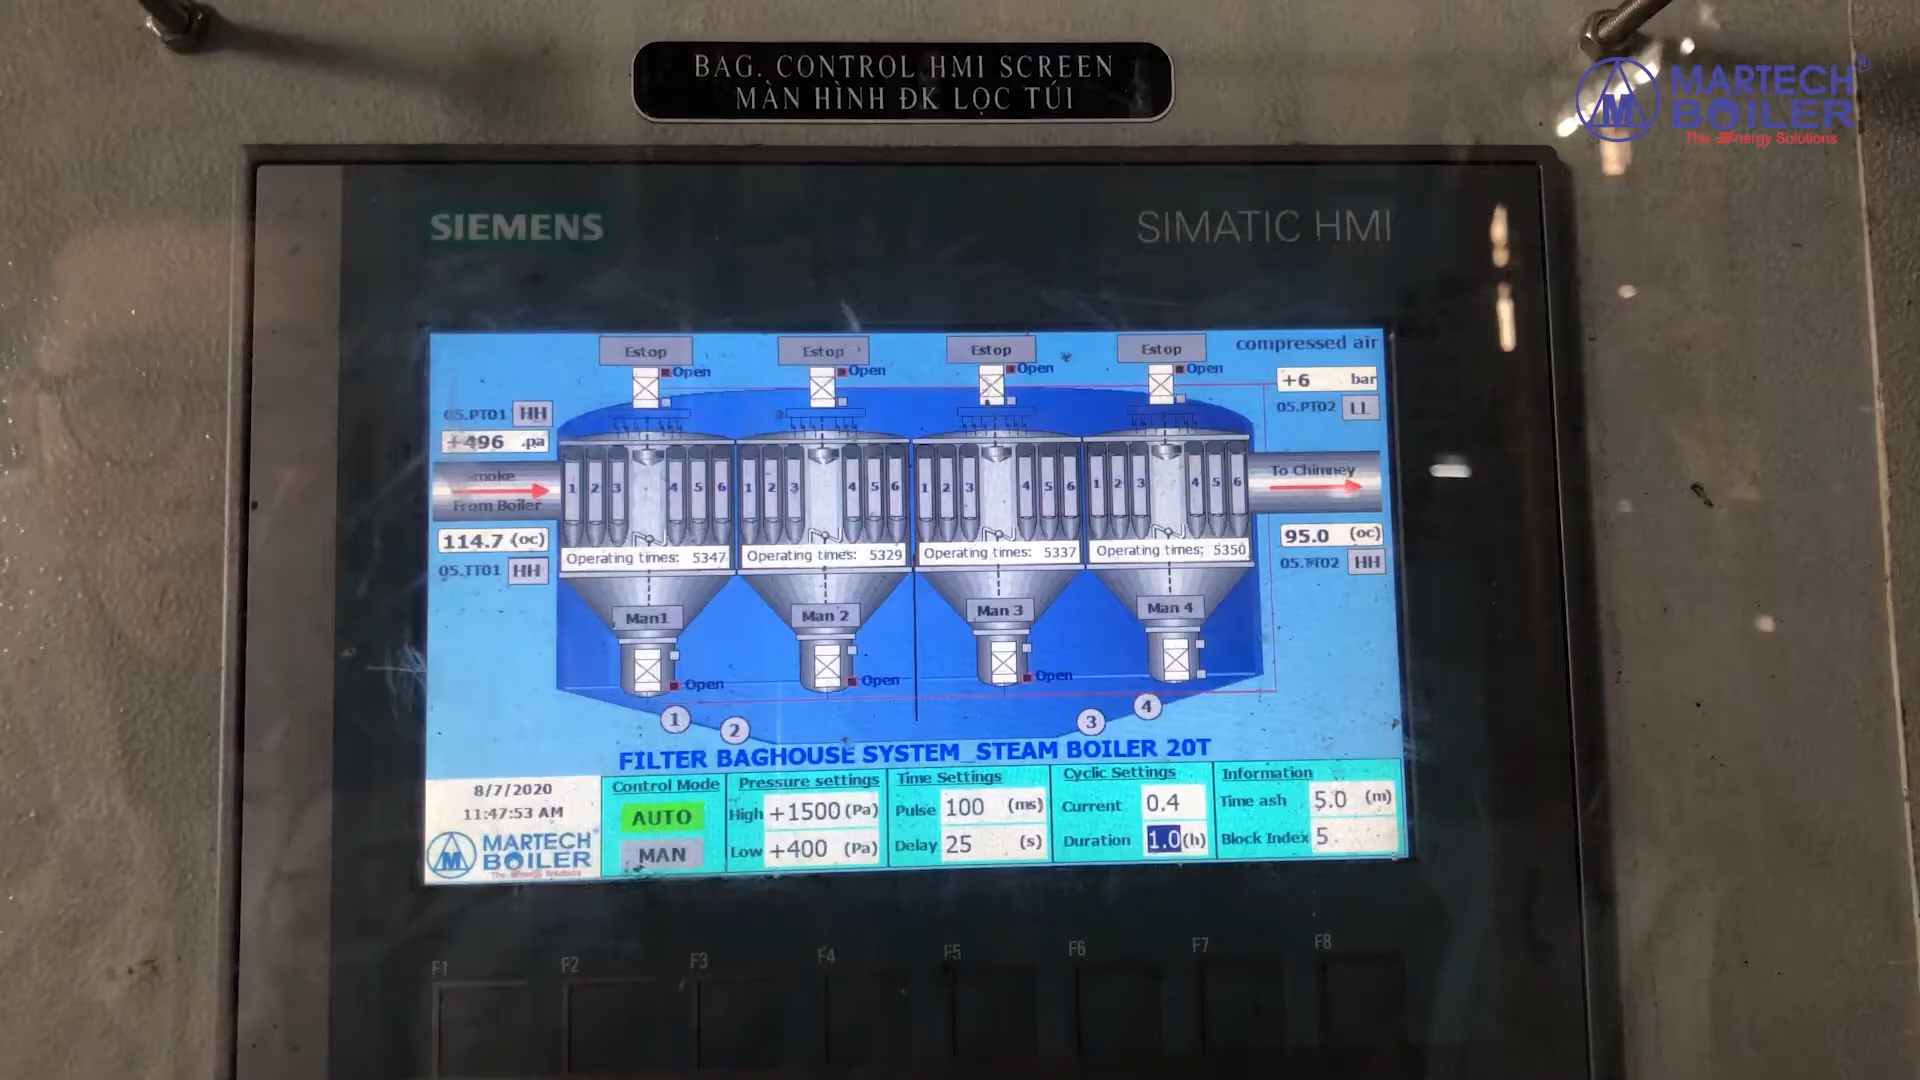 BAG. CONTROL HMI SCREEN
MÀN HÌNH ĐK LỌC TÚI
MARTECH®
BOILER
The Energy Solutions
SIEMENS
SIMATIC HMI
Estop
Estop
Estop
Estop
compressed air
Open
Open
Open
Open
+6 bar
05.PT01 HH
05.PT02 LL
+496 .pa
Smoke
From Boiler
To Chimney
1 2 3 4 5 6
1 2 3 4 5 6
1 2 3 4 5 6
1 2 3 4 5 6
114.7 (oc)
95.0 (oc)
05.TT01 HH
05.TT02 HH
Operating times: 5347
Operating times: 5329
Operating times: 5337
Operating times: 5350
Man1
Man 2
Man 3
Man 4
Open
Open
Open
1
2
3
4
FILTER BAGHOUSE SYSTEM_STEAM BOILER 20T
8/7/2020
11:47:53 AM
MARTECH
BOILER
The Energy Solutions
Control Mode
AUTO
MAN
Pressure settings
High +1500 (Pa)
Low +400 (Pa)
Time Settings
Pulse 100 (ms)
Delay 25 (s)
Cyclic Settings
Current 0.4
Duration 1.0 (h)
Information
Time ash 5.0 (m)
Block Index 5
F1 F2 F3 F4 F5 F6 F7 F8